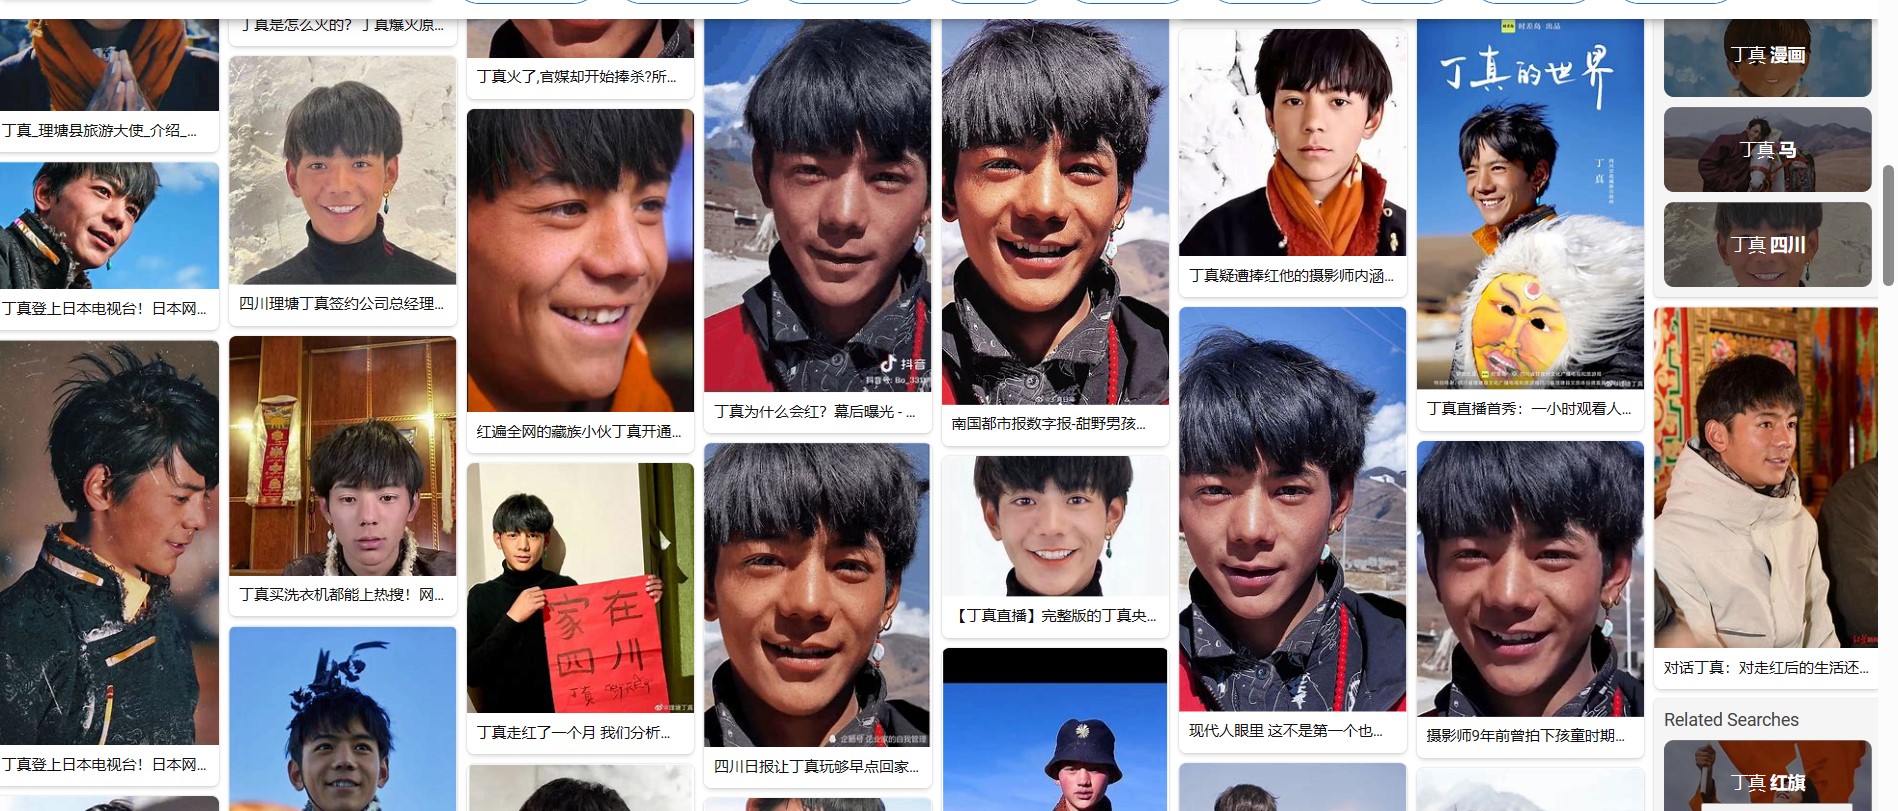 丁真_理塘县旅游大使_介绍_...
丁真登上日本电视台！日本网...
丁真登上日本电视台！日本网...
丁真是怎么火的？丁真爆火原...
四川理塘丁真签约公司总经理...
丁真买洗衣机都能上热搜！网...
丁真火了,官媒却开始捧杀?所...
红遍全网的藏族小伙丁真开通...
家在
四川
丁真
丁真走红了一个月 我们分析...
抖音
丁真为什么会红？幕后曝光 - ...
四川日报让丁真玩够早点回家...
南国都市报数字报-甜野男孩...
【丁真直播】完整版的丁真央...
丁真疑遭捧红他的摄影师内涵...
现代人眼里 这不是第一个也...
时差岛 出品
丁真的世界
丁真
丁真直播首秀：一小时观看人...
摄影师9年前曾拍下孩童时期...
丁真 漫画
丁真 马
丁真 四川
对话丁真：对走红后的生活还...
Related Searches
丁真 红旗